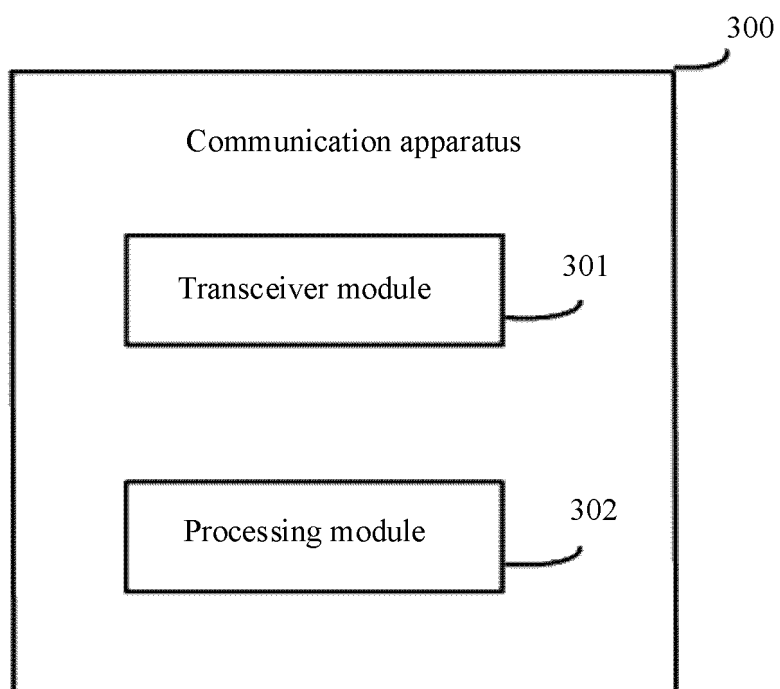 300
Communication apparatus
301
Transceiver module
302
Processing module